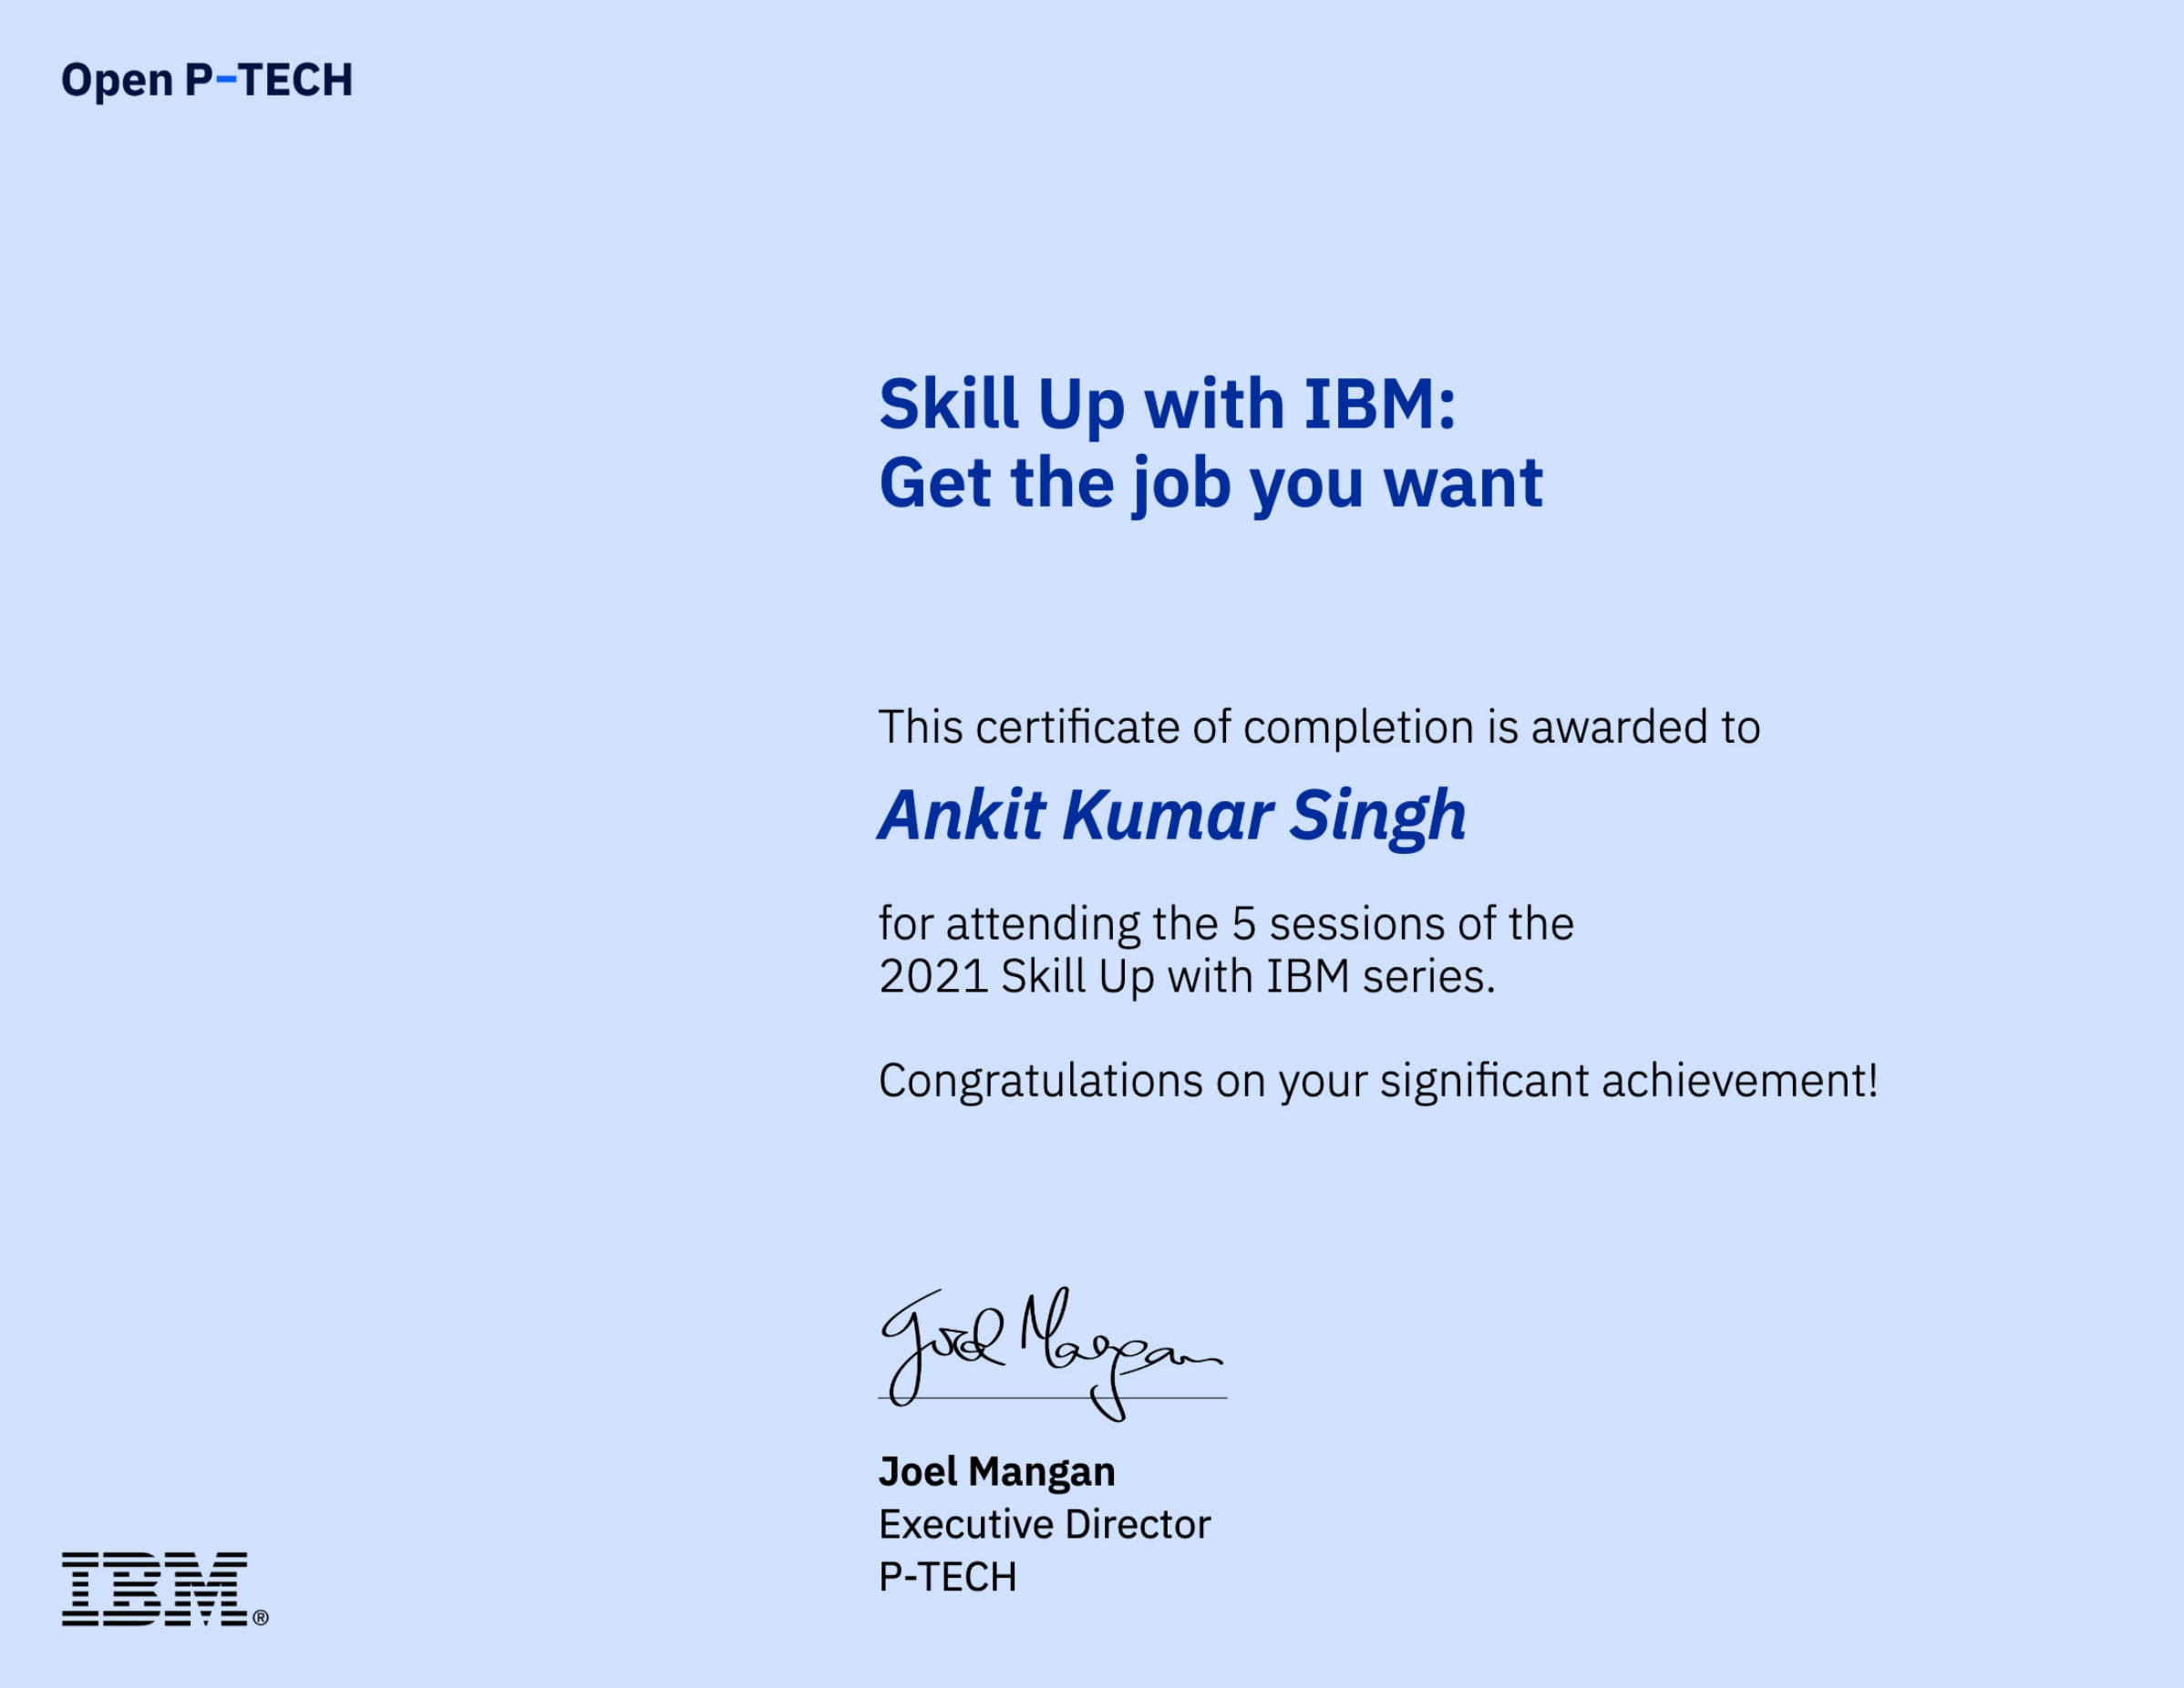 Open P-TECH
Skill Up with IBM:
Get the job you want
This certificate of completion is awarded to
Ankit Kumar Singh
for attending the 5 sessions of the
2021 Skill Up with IBM series.
Congratulations on your significant achievement!
Joel Mangan
Joel Mangan
Executive Director
P-TECH
IBM®